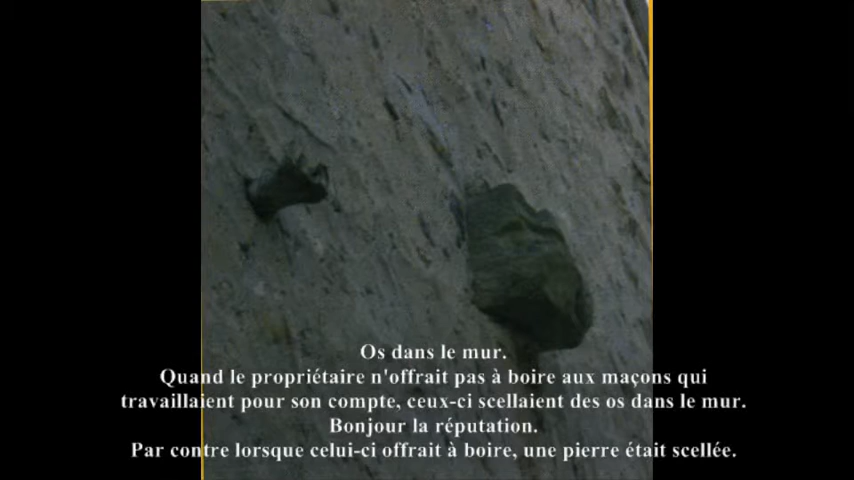 Os dans le mur.
Quand le propriétaire n'offrait pas à boire aux maçons qui
travaillaient pour son compte, ceux-ci scellaient des os dans le mur.
Bonjour la réputation.
Par contre lorsque celui-ci offrait à boire, une pierre était scellée.